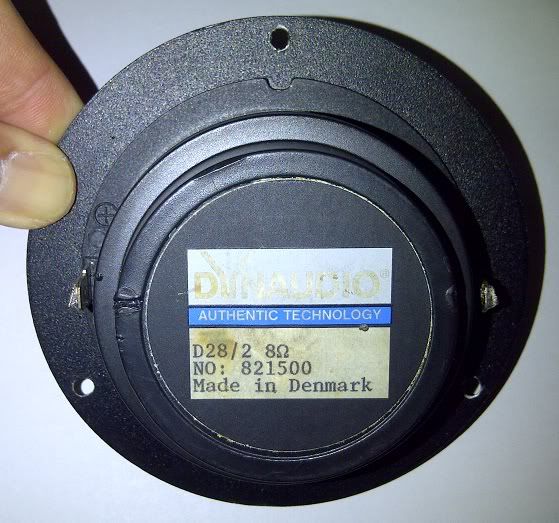 DYNAUDIO®
AUTHENTIC TECHNOLOGY
D28/2 8Ω
NO: 821500
Made in Denmark